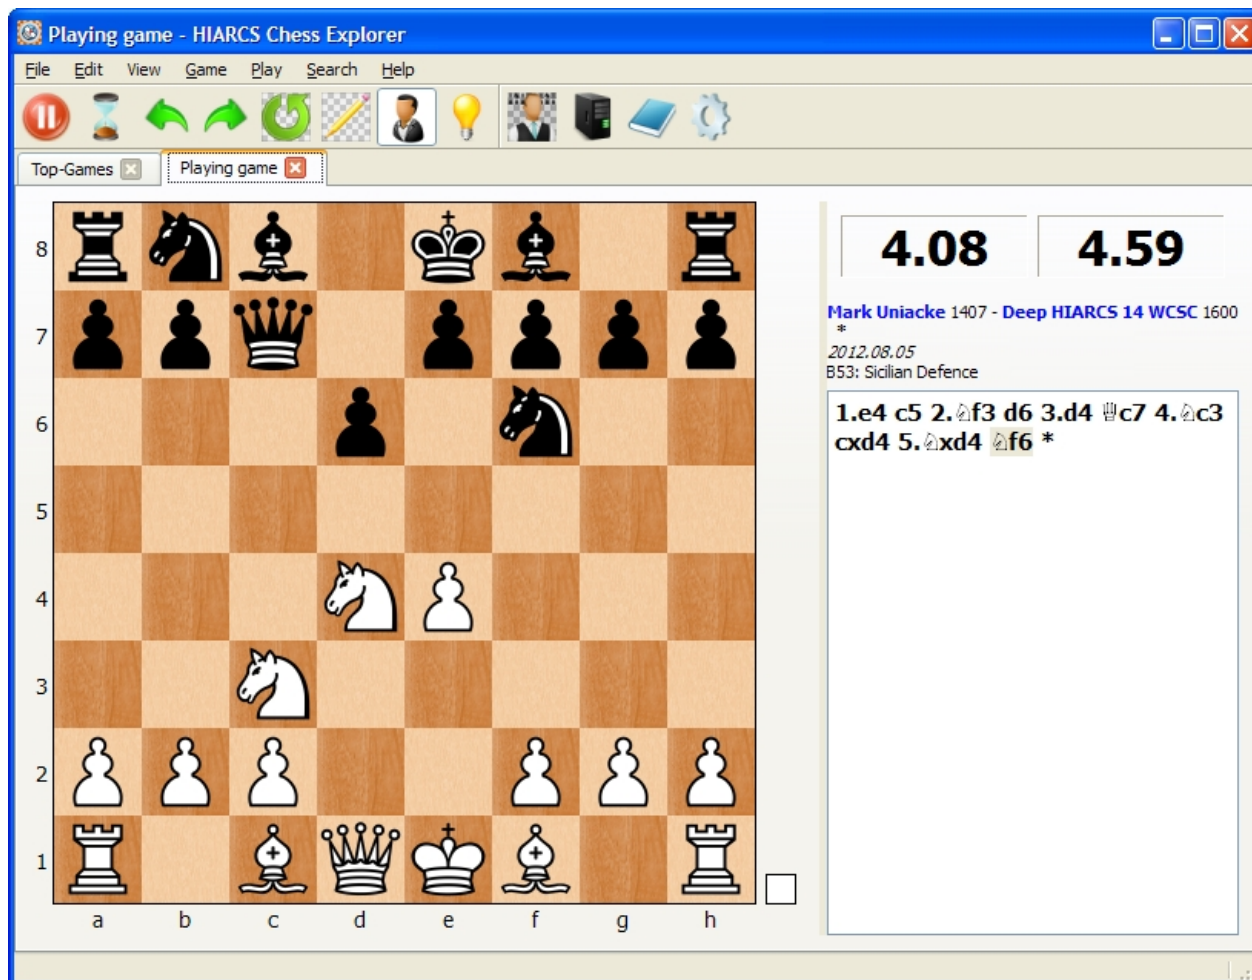 Playing game - HIARCS Chess Explorer
File Edit View Game Play Search Help
Top-Games Playing game
8
7
6
5
4
3
2
1
a b c d e f g h
4.08 4.59
Mark Uniacke 1407 - Deep HIARCS 14 WCSC 1600
*
2012.08.05
B53: Sicilian Defence
1.e4 c5 2.♘f3 d6 3.d4 ♕c7 4.♘c3
cxd4 5.♘xd4 ♘f6 *